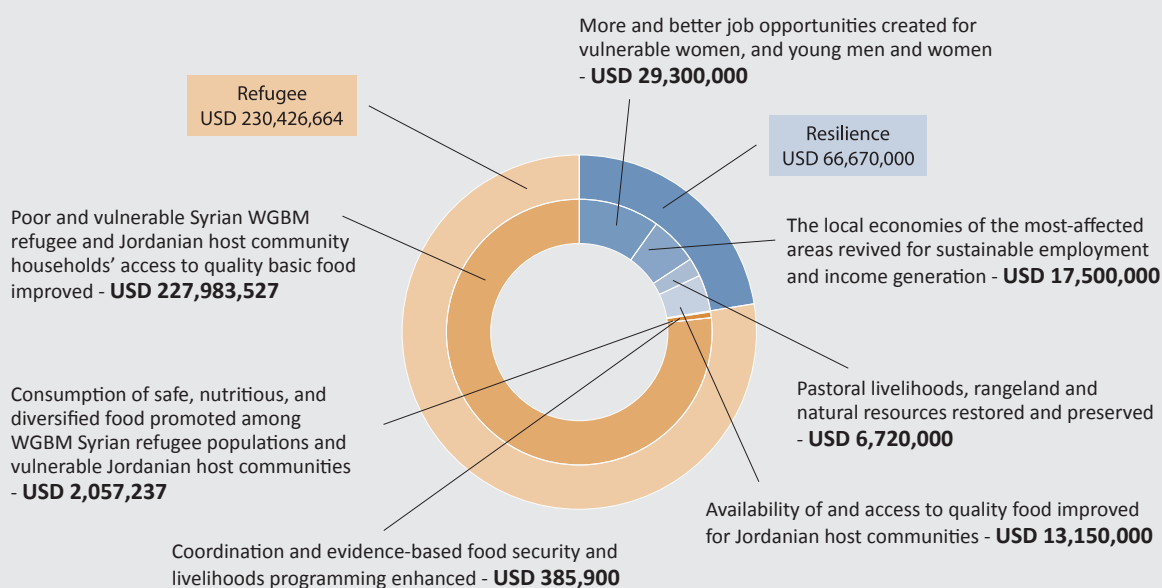 More and better job opportunities created for
vulnerable women, and young men and women
- USD 29,300,000
Refugee
USD 230,426,664
Resilience
USD 66,670,000
Poor and vulnerable Syrian WGBM
refugee and Jordanian host community
households’ access to quality basic food
improved - USD 227,983,527
The local economies of the most-affected
areas revived for sustainable employment
and income generation - USD 17,500,000
Consumption of safe, nutritious, and
diversified food promoted among
WGBM Syrian refugee populations and
vulnerable Jordanian host communities
- USD 2,057,237
Pastoral livelihoods, rangeland and
natural resources restored and preserved
- USD 6,720,000
Availability of and access to quality food improved
for Jordanian host communities - USD 13,150,000
Coordination and evidence-based food security and
livelihoods programming enhanced - USD 385,900